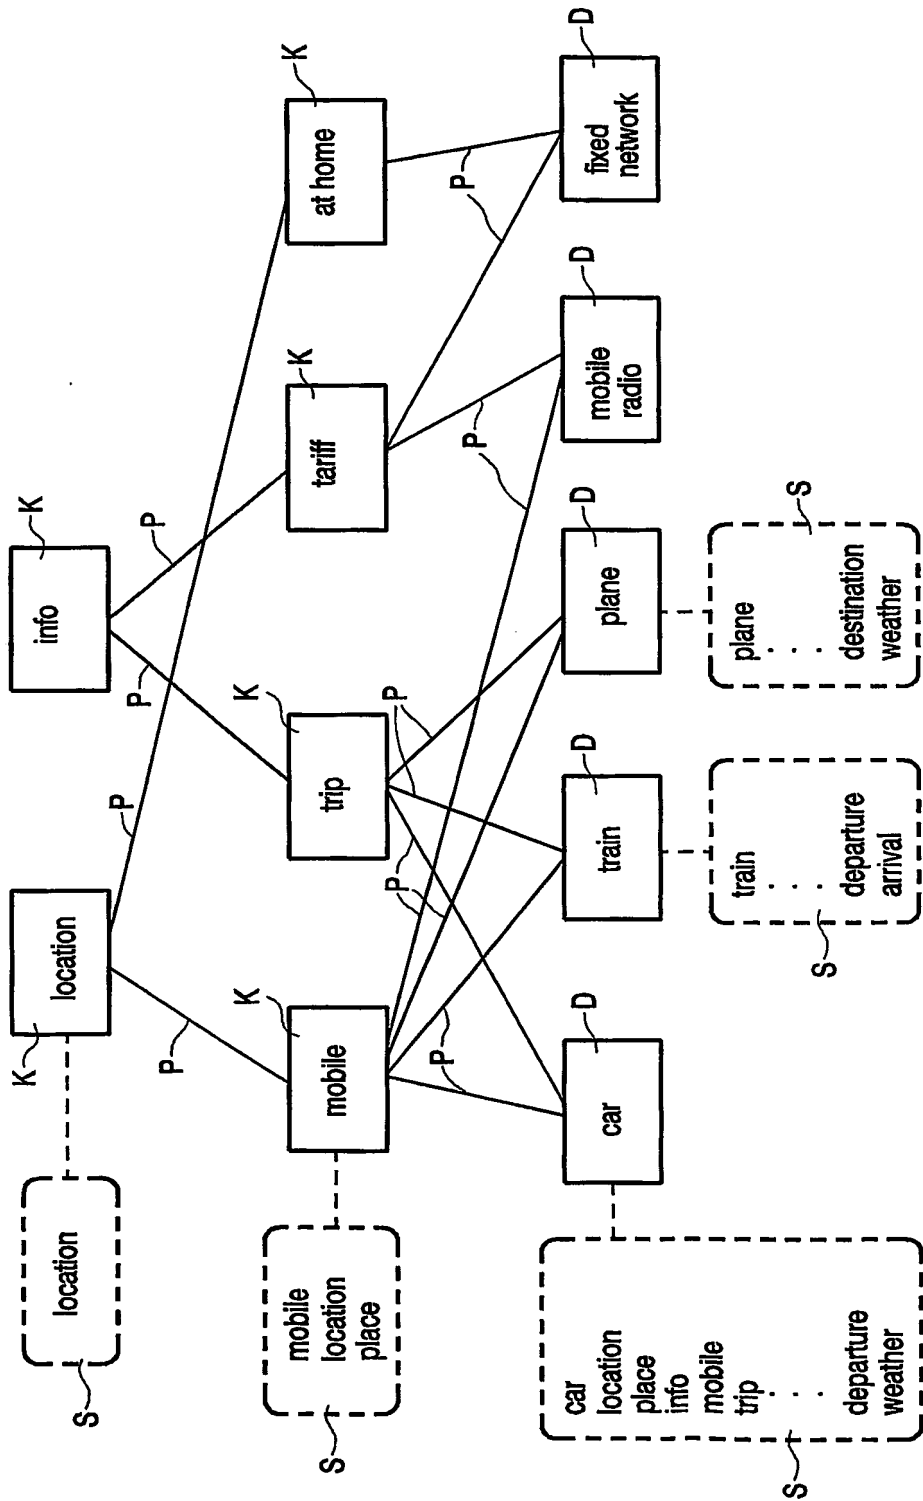 K
location
info
K
location
S
P
P
P
P
K
mobile
K
trip
K
tariff
K
at home
K
mobile
location
place
S
P
P
P
P
P
P
P
P
P
D
car
D
train
D
plane
D
mobile
radio
D
fixed
network
car
location
place
info
mobile
trip . . .
departure
weather
S
train
. . .
departure
arrival
S
plane
. . .
destination
weather
S